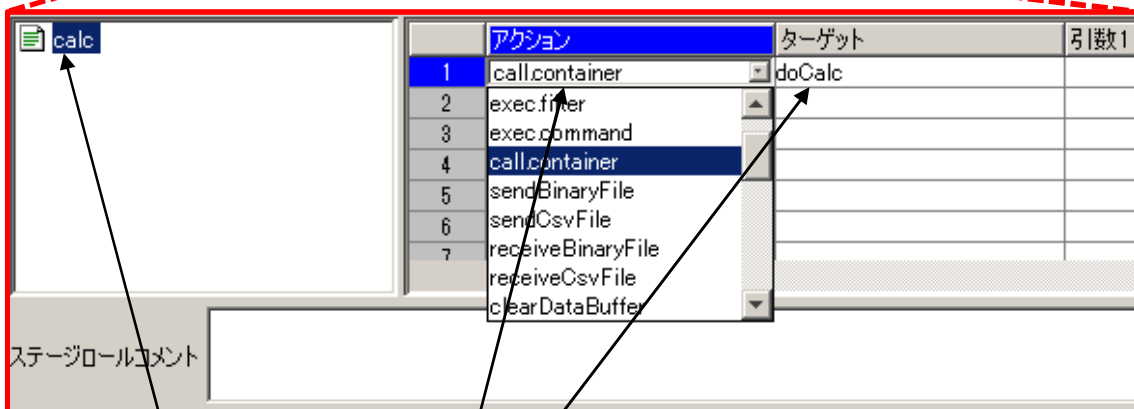 calc
アクション ターゲット 引数1
1 call.container doCalc
2 exec.filter
3 exec.command
4 call.container
5 sendBinaryFile
6 sendCsvFile
7 receiveBinaryFile
receiveCsvFile
clearDataBuffer
ステージロールコメント